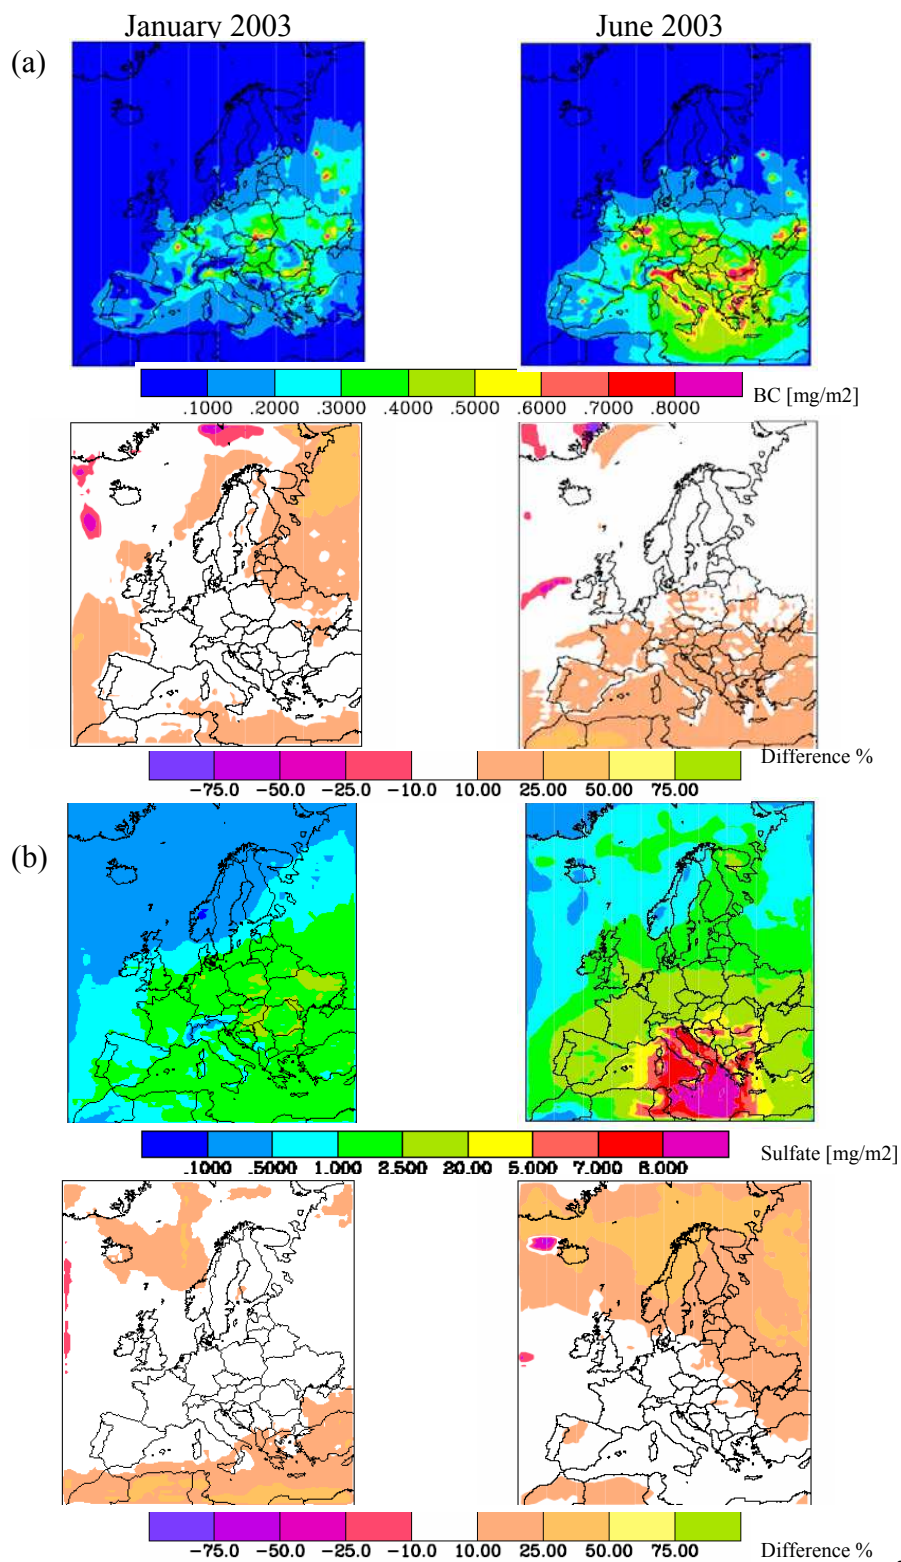 January 2003 June 2003
(a)
.1000 .2000 .3000 .4000 .5000 .6000 .7000 .8000 BC [mg/m2]
−75.0 −50.0 −25.0 −10.0 10.00 25.00 50.00 75.00 Difference %
(b)
.1000 .5000 1.000 2.500 20.00 5.000 7.000 8.000 Sulfate [mg/m2]
−75.0 −50.0 −25.0 −10.0 10.00 25.00 50.00 75.00 Difference %